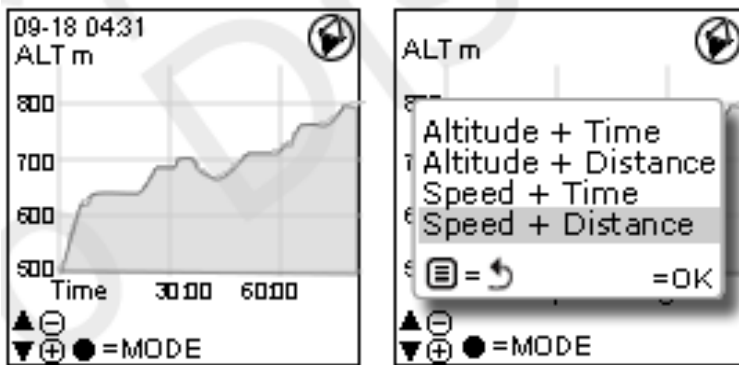 09-18 04:31
ALT m
800
700
600
500
Time 30:00 60:00
=MODE
ALT m
Altitude + Time
Altitude + Distance
Speed + Time
Speed + Distance
= =OK
=MODE